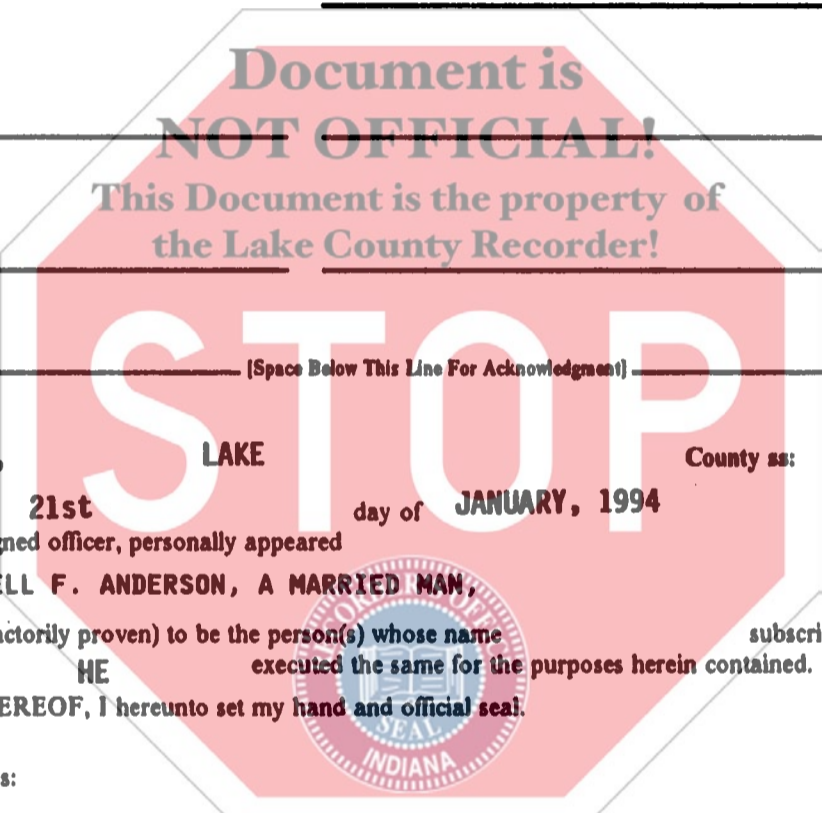 Document is
NOT OFFICIAL!
This Document is the property of
the Lake County Recorder!
STOP
[Space Below This Line For Acknowledgment]
, LAKE County ss:
21st day of JANUARY, 1994
ned officer, personally appeared
ELL F. ANDERSON, A MARRIED MAN,
actorily proven) to be the person(s) whose name subscri
HE executed the same for the purposes herein contained.
EREOF, I hereunto set my hand and official seal.
SEAL
INDIANA
s: